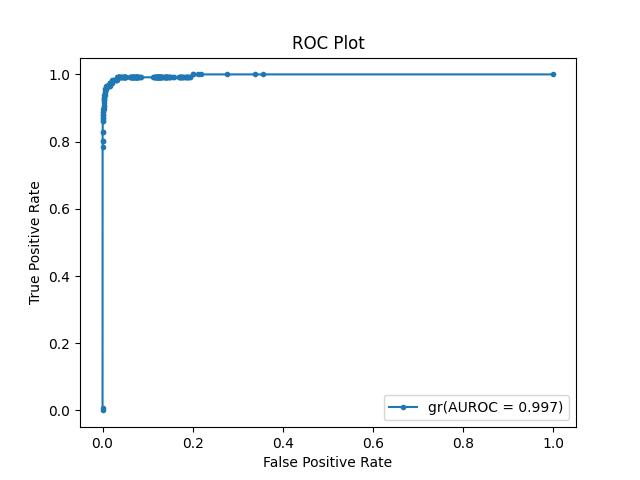 ROC Plot
True Positive Rate
1.0
0.8
0.6
0.4
0.2
0.0
0.0 0.2 0.4 0.6 0.8 1.0
False Positive Rate
gr(AUROC = 0.997)